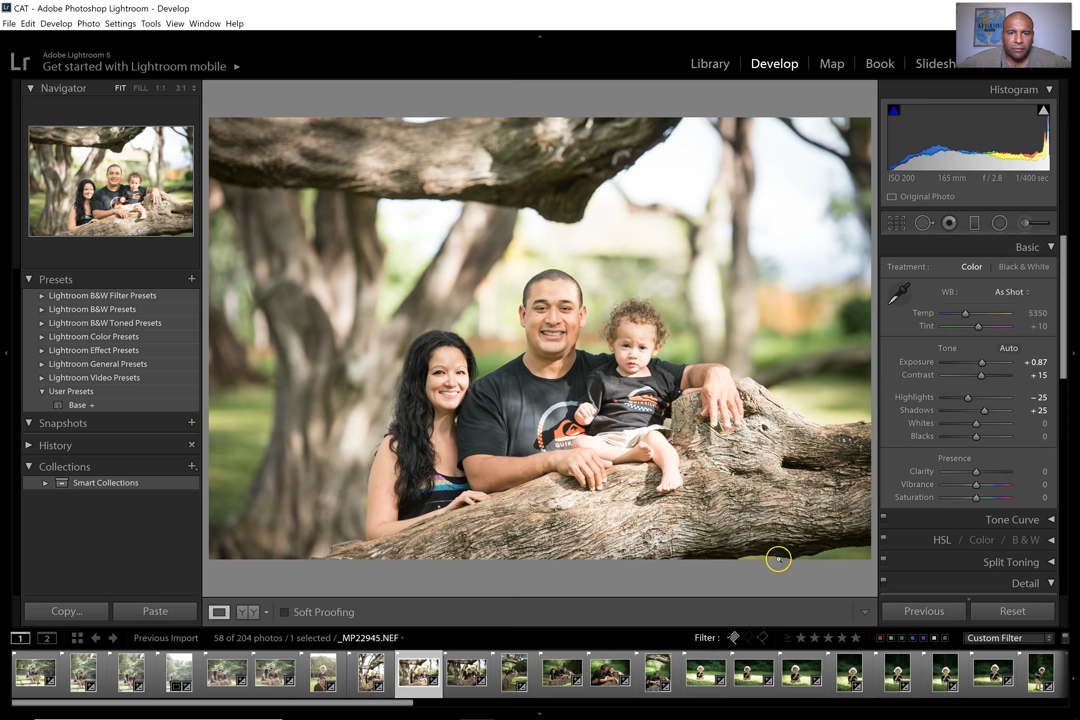 CAT - Adobe Photoshop Lightroom - Develop
File Edit Develop Photo Settings Tools View Window Help
Lr
Adobe Lightroom 5
Get started with Lightroom mobile
Library Develop Map Book Slidesh
Navigator FIT FILL 1:1 3:1
Presets
Lightroom B&W Filter Presets
Lightroom B&W Presets
Lightroom B&W Toned Presets
Lightroom Color Presets
Lightroom Effect Presets
Lightroom General Presets
Lightroom Video Presets
User Presets
Base +
Snapshots
History
Collections
Smart Collections
Copy... Paste
QUIK
Soft Proofing
Histogram
ISO 200 165 mm f / 2.8 1/400 sec
Original Photo
Basic
Treatment : Color Black & White
WB : As Shot
Temp 5350
Tint + 10
Tone Auto
Exposure + 0.87
Contrast + 15
Highlights − 25
Shadows + 25
Whites 0
Blacks 0
Presence
Clarity 0
Vibrance 0
Saturation 0
Tone Curve
HSL / Color / B & W
Split Toning
Detail
Previous Reset
1 2 Previous Import 58 of 204 photos / 1 selected / _MP22945.NEF Filter : Custom Filter